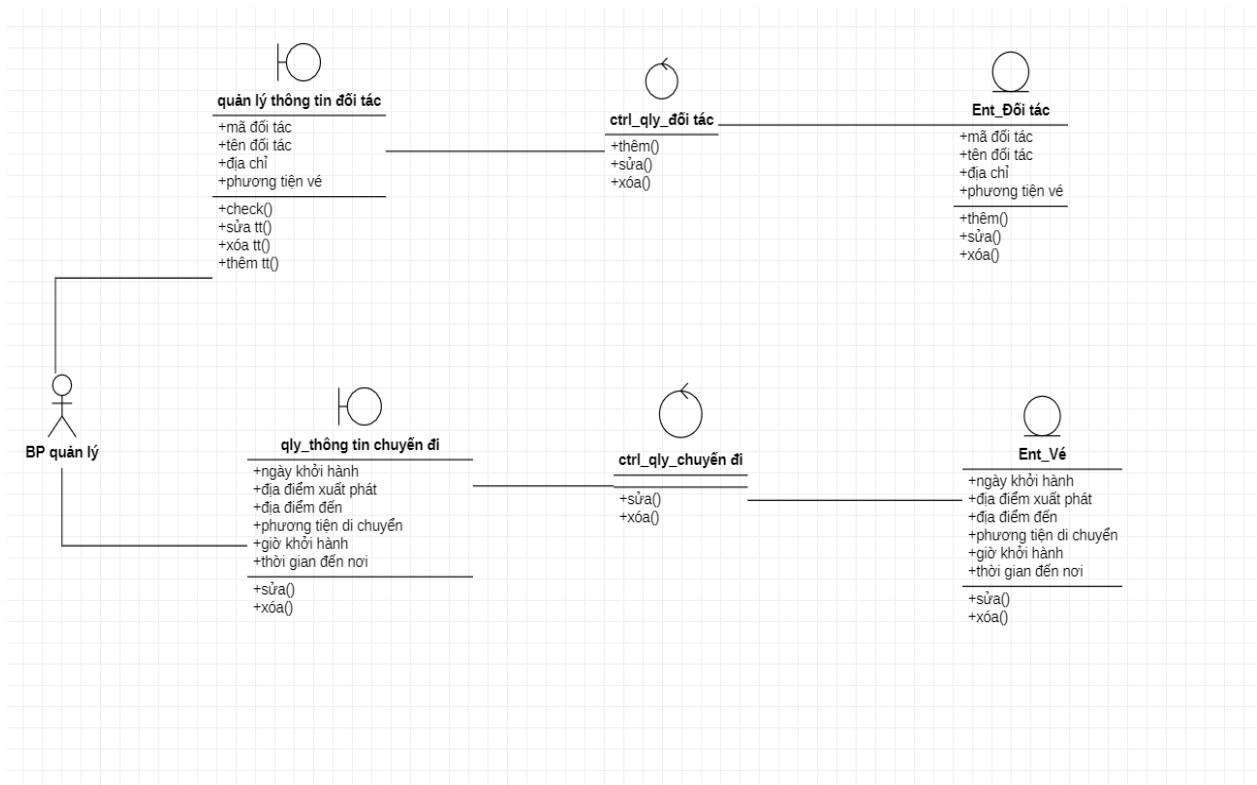 quản lý thông tin đối tác
+mã đối tác
+tên đối tác
+địa chỉ
+phương tiện vé
+check()
+sửa tt()
+xóa tt()
+thêm tt()
ctrl_qly_đối tác
+thêm()
+sửa()
+xóa()
Ent_Đối tác
+mã đối tác
+tên đối tác
+địa chỉ
+phương tiện vé
+thêm()
+sửa()
+xóa()
BP quản lý
qly_thông tin chuyến đi
+ngày khởi hành
+địa điểm xuất phát
+địa điểm đến
+phương tiện di chuyển
+giờ khởi hành
+thời gian đến nơi
+sửa()
+xóa()
ctrl_qly_chuyến đi
+sửa()
+xóa()
Ent_Vé
+ngày khởi hành
+địa điểm xuất phát
+địa điểm đến
+phương tiện di chuyển
+giờ khởi hành
+thời gian đến nơi
+sửa()
+xóa()